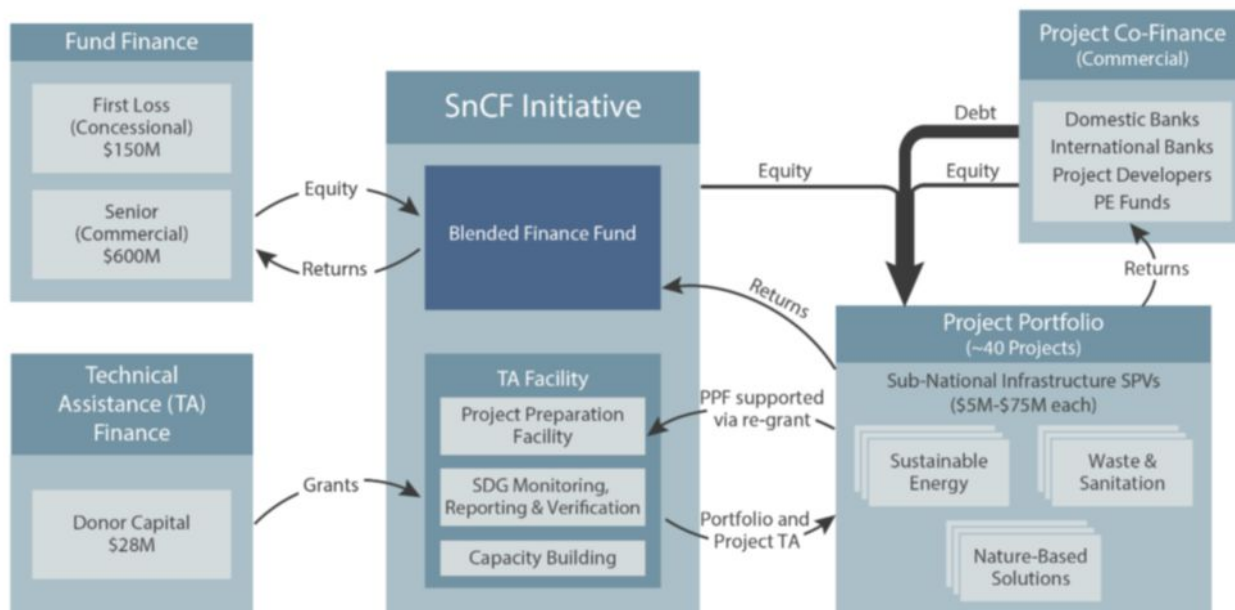 Fund Finance
First Loss
(Concessional)
$150M
Senior
(Commercial)
$600M
Technical
Assistance (TA)
Finance
Donor Capital
$28M
Equity
Returns
Grants
SnCF Initiative
Blended Finance Fund
TA Facility
Project Preparation
Facility
SDG Monitoring,
Reporting & Verification
Capacity Building
Equity
Debt
Equity
Returns
Returns
PPF supported
via re-grant
Portfolio and
Project TA
Project Co-Finance
(Commercial)
Domestic Banks
International Banks
Project Developers
PE Funds
Project Portfolio
(~40 Projects)
Sub-National Infrastructure SPVs
($5M-$75M each)
Sustainable
Energy
Waste &
Sanitation
Nature-Based
Solutions